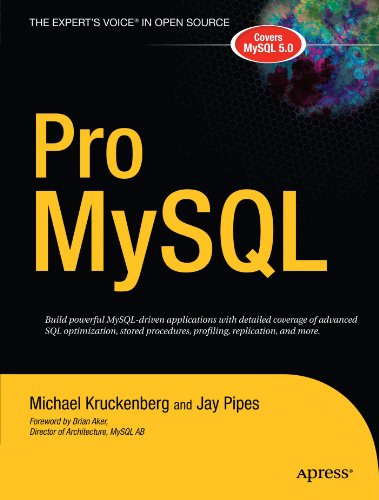 THE EXPERT'S VOICE® IN OPEN SOURCE
Covers
MySQL 5.0
Pro
MySQL
Build powerful MySQL-driven applications with detailed coverage of advanced
SQL optimization, stored procedures, profiling, replication, and more.
Michael Kruckenberg and Jay Pipes
Foreword by Brian Aker,
Director of Architecture, MySQL AB
Apress®